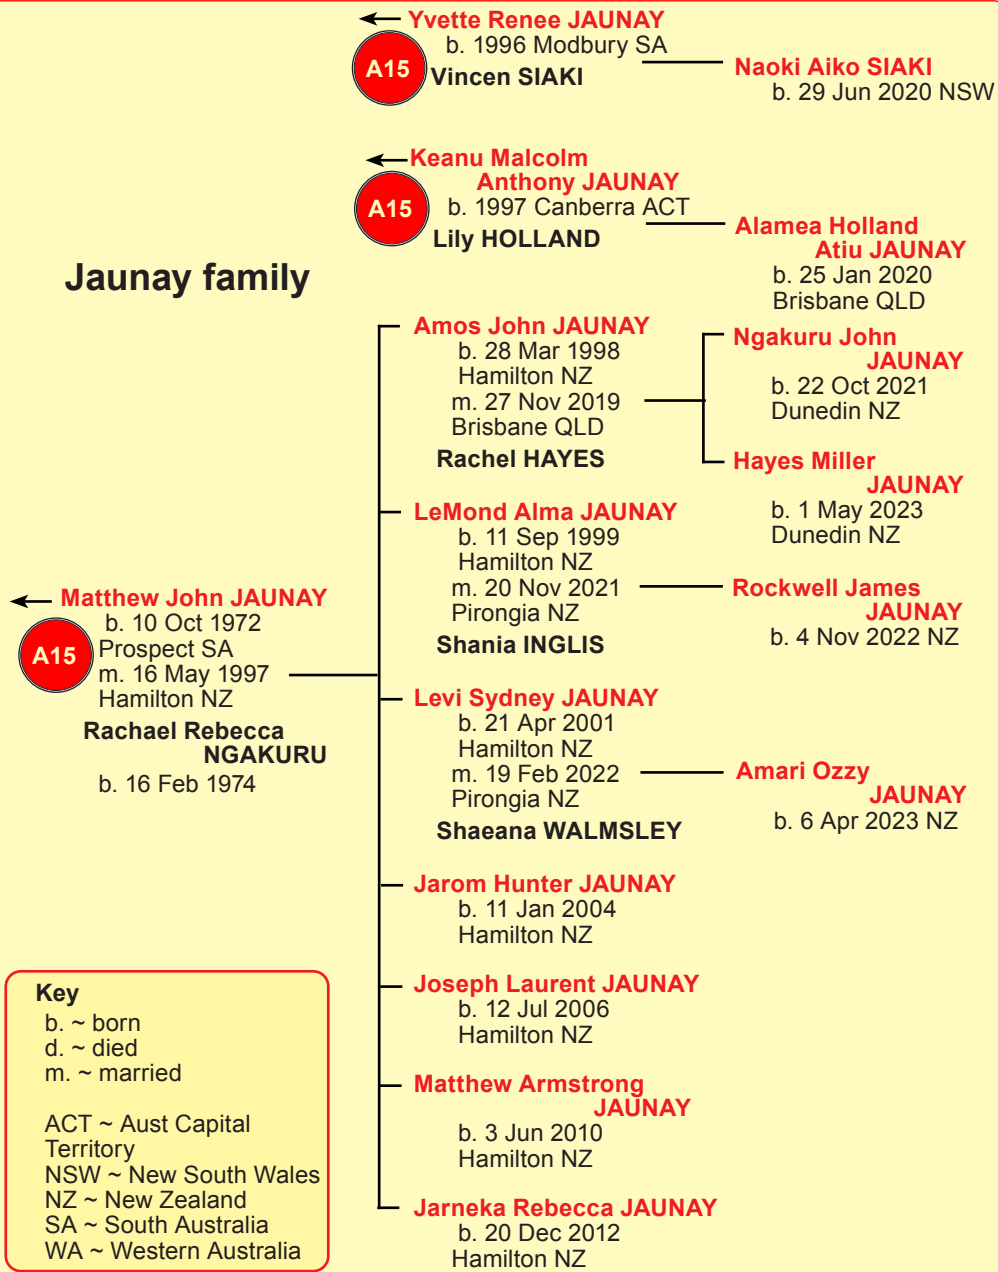 Yvette Renee JAUNAY
b. 1996 Modbury SA
A15
Vincen SIAKI
Naoki Aiko SIAKI
b. 29 Jun 2020 NSW
Keanu Malcolm
Anthony JAUNAY
A15
b. 1997 Canberra ACT
Lily HOLLAND
Alamea Holland
Atiu JAUNAY
b. 25 Jan 2020
Brisbane QLD
Jaunay family
Amos John JAUNAY
b. 28 Mar 1998
Hamilton NZ
m. 27 Nov 2019
Brisbane QLD
Rachel HAYES
Ngakuru John
JAUNAY
b. 22 Oct 2021
Dunedin NZ
Hayes Miller
JAUNAY
b. 1 May 2023
Dunedin NZ
LeMond Alma JAUNAY
b. 11 Sep 1999
Hamilton NZ
m. 20 Nov 2021
Pirongia NZ
Shania INGLIS
Rockwell James
JAUNAY
b. 4 Nov 2022 NZ
Matthew John JAUNAY
b. 10 Oct 1972
A15
Prospect SA
m. 16 May 1997
Hamilton NZ
Rachael Rebecca
NGAKURU
b. 16 Feb 1974
Levi Sydney JAUNAY
b. 21 Apr 2001
Hamilton NZ
m. 19 Feb 2022
Pirongia NZ
Shaeana WALMSLEY
Amari Ozzy
JAUNAY
b. 6 Apr 2023 NZ
Jarom Hunter JAUNAY
b. 11 Jan 2004
Hamilton NZ
Joseph Laurent JAUNAY
b. 12 Jul 2006
Hamilton NZ
Matthew Armstrong
JAUNAY
b. 3 Jun 2010
Hamilton NZ
Jarneka Rebecca JAUNAY
b. 20 Dec 2012
Hamilton NZ
Key
b. ~ born
d. ~ died
m. ~ married
ACT ~ Aust Capital
Territory
NSW ~ New South Wales
NZ ~ New Zealand
SA ~ South Australia
WA ~ Western Australia